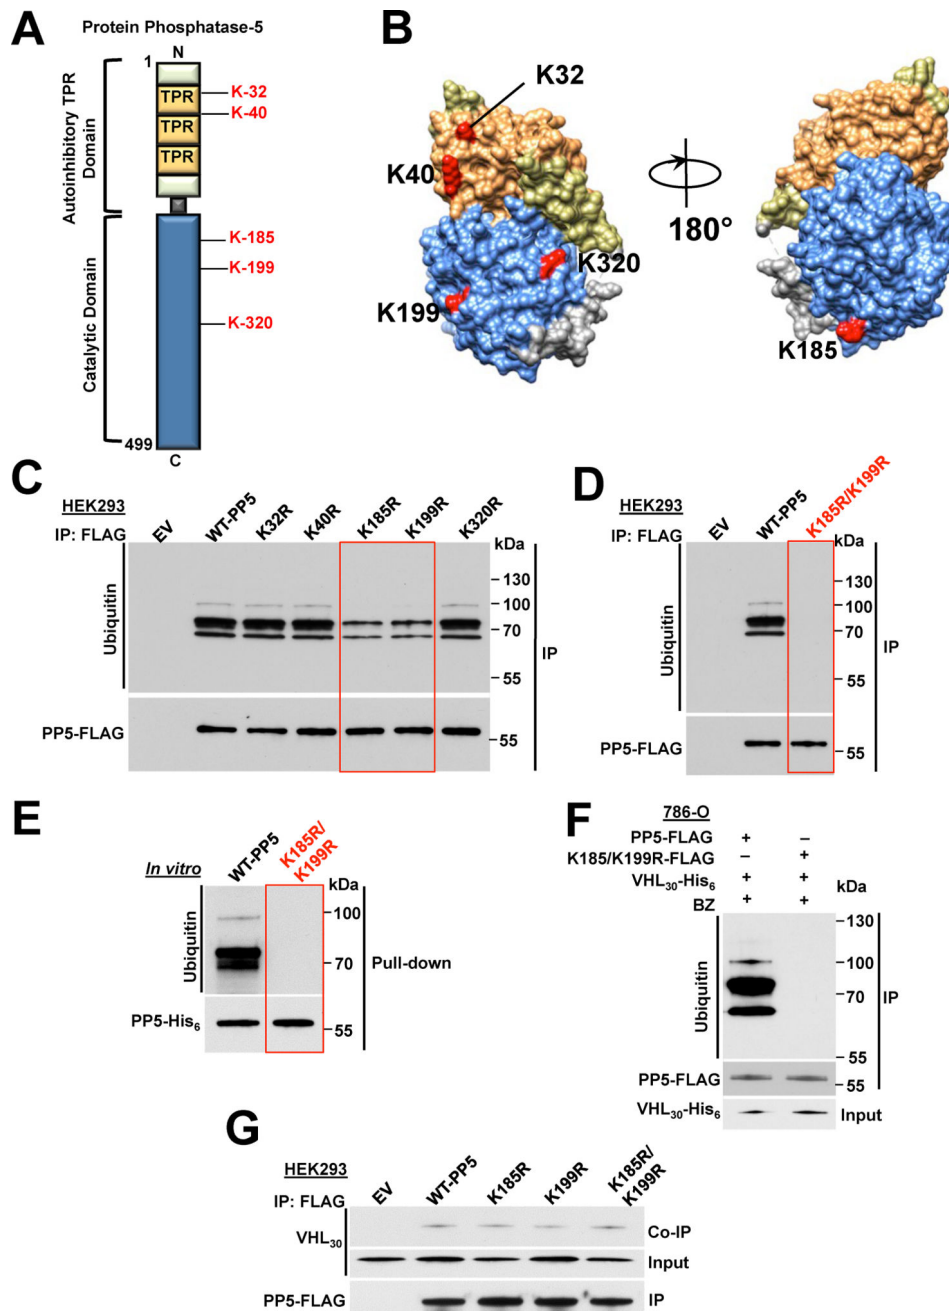 A
Protein Phosphatase-5
N
1
TPR
TPR
TPR
K-32
K-40
K-185
K-199
K-320
Autoinhibitory TPR
Domain
Catalytic Domain
499
C
B
K32
K40
K320
K199
180°
K185
C
HEK293
IP: FLAG
EV
WT-PP5
K32R
K40R
K185R
K199R
K320R
kDa
130
100
70
55
55
Ubiquitin
PP5-FLAG
IP
D
HEK293
IP: FLAG
EV
WT-PP5
K185R/K199R
kDa
130
100
70
55
55
Ubiquitin
PP5-FLAG
IP
E
In vitro
WT-PP5
K185R/
K199R
kDa
100
70
55
Ubiquitin
PP5-His6
Pull-down
F
786-O
PP5-FLAG + –
K185/K199R-FLAG – +
VHL30-His6 + +
BZ + +
kDa
130
100
70
55
55
Ubiquitin
IP
PP5-FLAG
VHL30-His6
Input
G
HEK293
IP: FLAG
EV
WT-PP5
K185R
K199R
K185R/
K199R
VHL30
Co-IP
Input
PP5-FLAG
IP